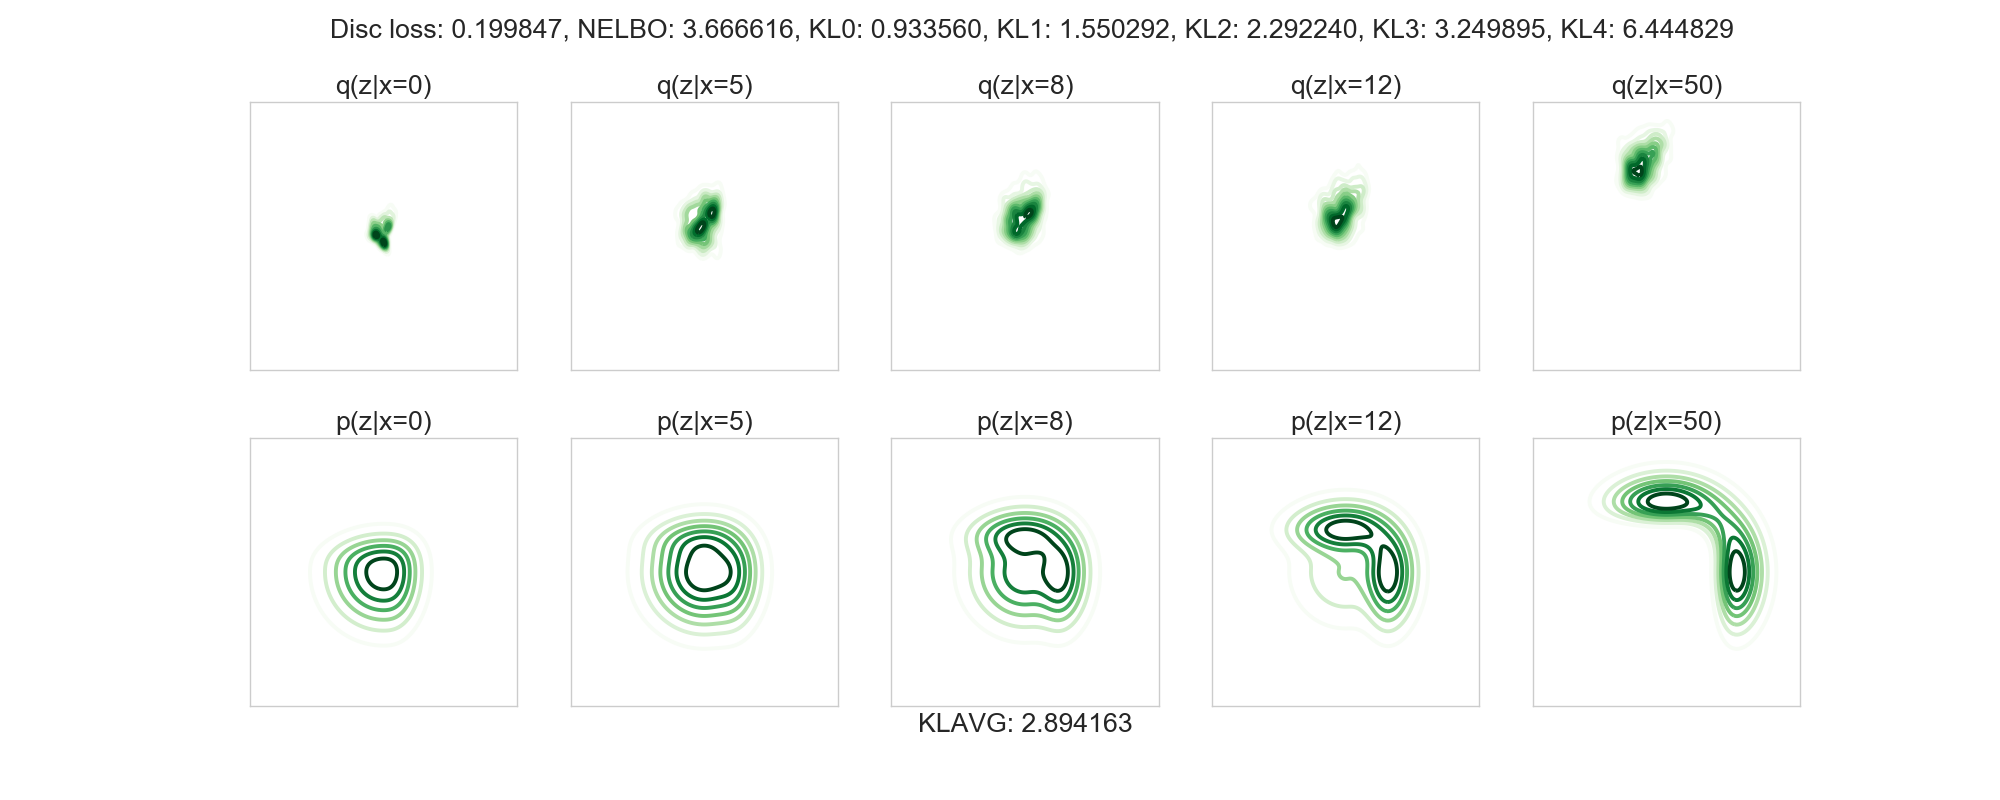 Disc loss: 0.199847, NELBO: 3.666616, KL0: 0.933560, KL1: 1.550292, KL2: 2.292240, KL3: 3.249895, KL4: 6.444829
q(z|x=0) q(z|x=5) q(z|x=8) q(z|x=12) q(z|x=50)
p(z|x=0) p(z|x=5) p(z|x=8) p(z|x=12) p(z|x=50)
KLAVG: 2.894163